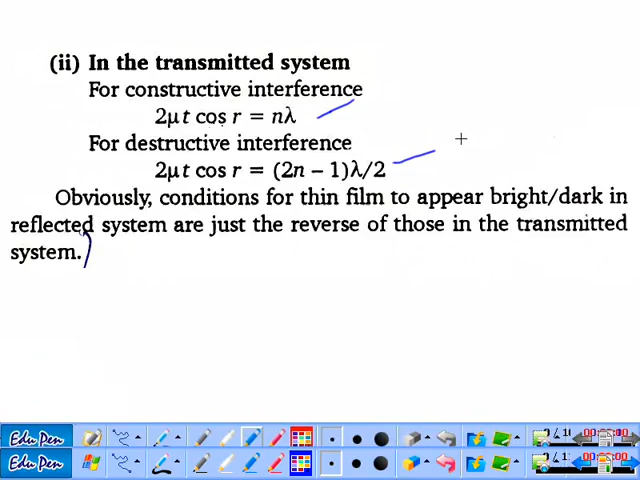 (ii) In the transmitted system
For constructive interference
2μ t cos r = nλ
For destructive interference
2μ t cos r = (2n − 1)λ/2
Obviously, conditions for thin film to appear bright/dark in
reflected system are just the reverse of those in the transmitted
system.
Edu Pen
Edu Pen